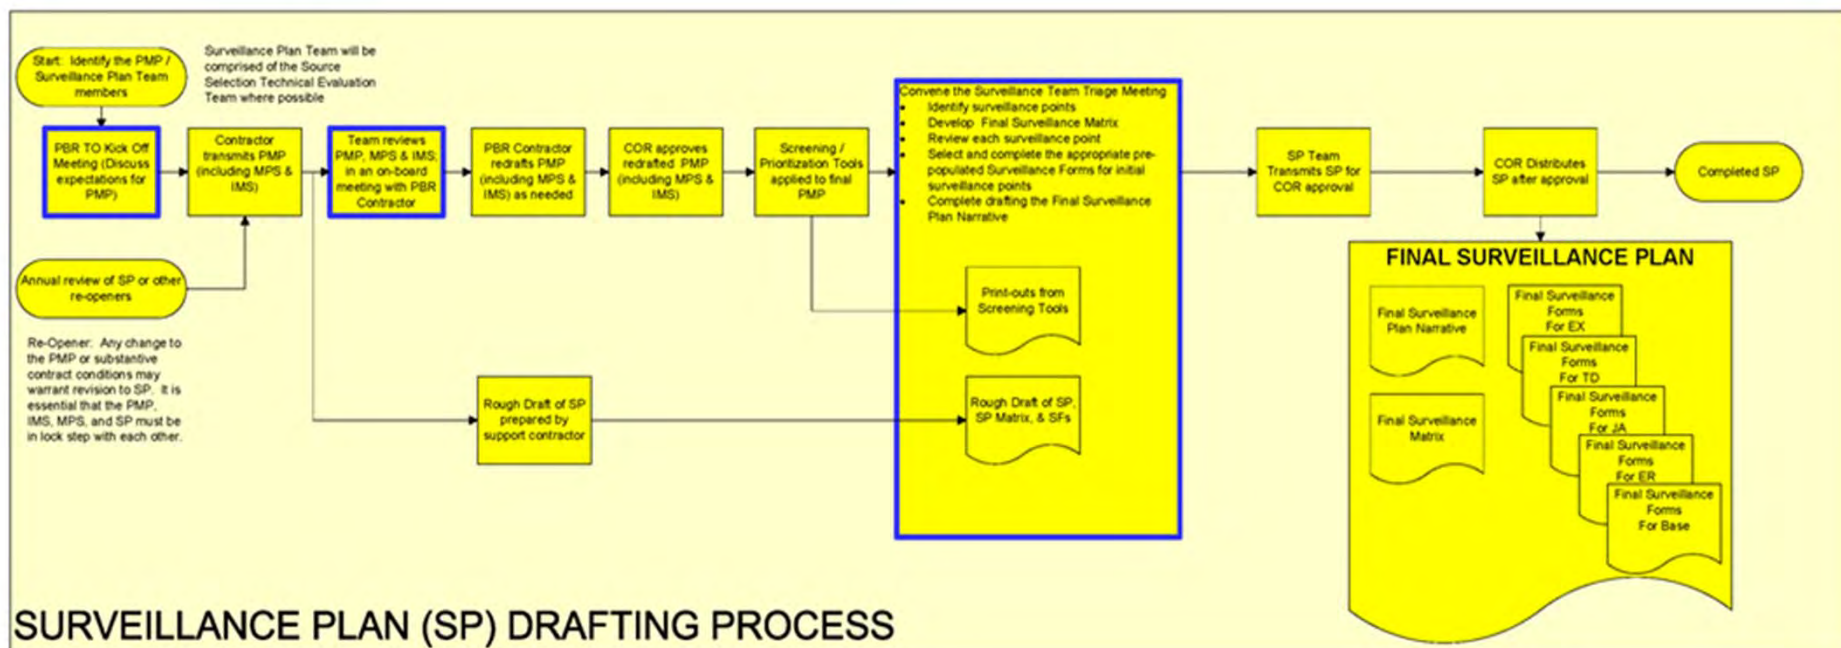 Start: Identify the PMP /
Surveillance Plan Team
members
Surveillance Plan Team will be
comprised of the Source
Selection Technical Evaluation
Team where possible
PBR TO Kick Off
Meeting (Discuss
expectations for
PMP)
Contractor
transmits PMP
(including MPS &
IMS)
Team reviews
PMP, MPS & IMS;
in an on-board
meeting with PBR
Contractor
PBR Contractor
redrafts PMP
(including MPS &
IMS) as needed
COR approves
redrafted PMP
(including MPS &
IMS)
Screening /
Prioritization Tools
applied to final
PMP
Convene the Surveillance Team Triage Meeting
• Identify surveillance points
• Develop Final Surveillance Matrix
• Review each surveillance point
• Select and complete the appropriate pre-
populated Surveillance Forms for initial
surveillance points
• Complete drafting the Final Surveillance
Plan Narrative
SP Team
Transmits SP for
COR approval
COR Distributes
SP after approval
Completed SP
Annual review of SP or other
re-openers
Re-Opener: Any change to
the PMP or substantive
contract conditions may
warrant revision to SP. It is
essential that the PMP,
IMS, MPS, and SP must be
in lock step with each other.
Print-outs from
Screening Tools
Rough Draft of SP
prepared by
support contractor
Rough Draft of SP,
SP Matrix, & SFs
FINAL SURVEILLANCE PLAN
Final Surveillance
Plan Narrative
Final Surveillance
Matrix
Final Surveillance
Forms
For EX
Final Surveillance
Forms
For TD
Final Surveillance
Forms
For JA
Final Surveillance
Forms
For ER
Final Surveillance
Forms
For Base
SURVEILLANCE PLAN (SP) DRAFTING PROCESS